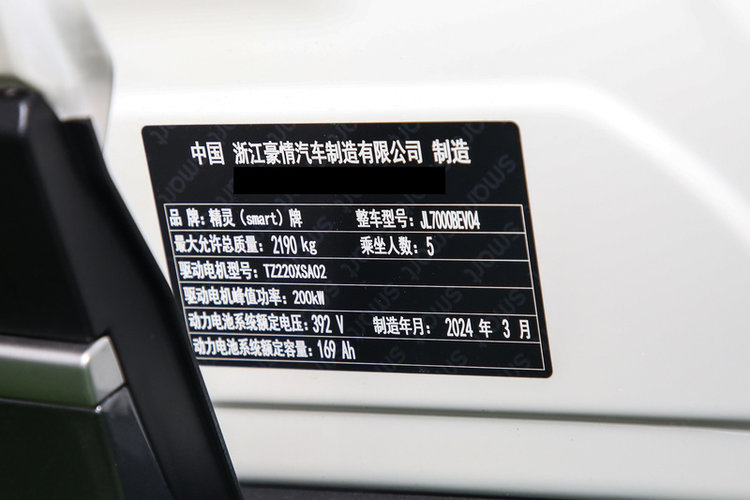 中国 浙江豪情汽车制造有限公司 制造
品 牌：精灵（smart）牌 整车型号：JL7000BEV04
最大允许总质量：2190 kg 乘坐人数：5
驱动电机型号：TZ220XSA02
驱动电机峰值功率：200kW
动力电池系统额定电压：392 V 制造年月：2024 年 3 月
动力电池系统额定容量：169 Ah